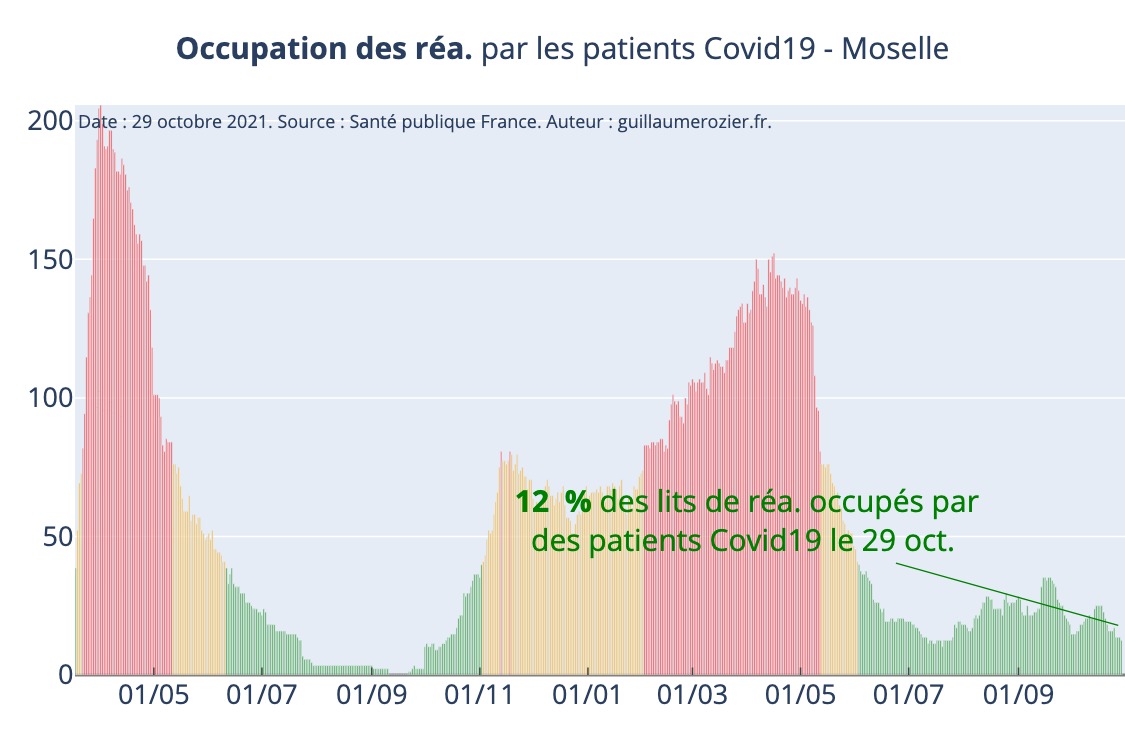 Occupation des réa. par les patients Covid19 - Moselle
200
Date : 29 octobre 2021. Source : Santé publique France. Auteur : guillaumerozier.fr.
150
100
12 % des lits de réa. occupés par
des patients Covid19 le 29 oct.
50
0
01/05 01/07 01/09 01/11 01/01 01/03 01/05 01/07 01/09